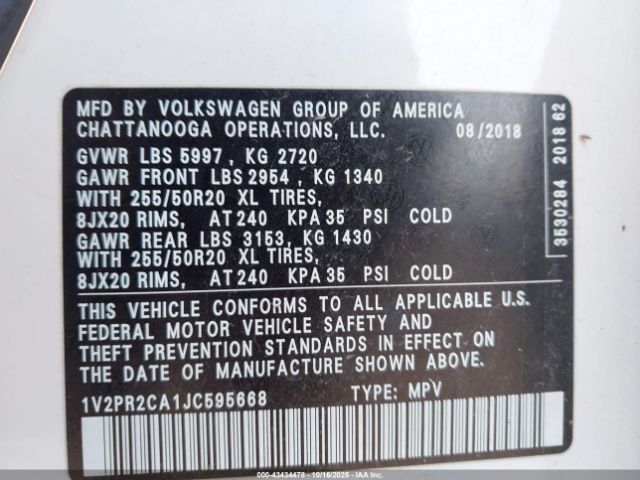 MFD BY VOLKSWAGEN GROUP OF AMERICA
CHATTANOOGA OPERATIONS, LLC. 08/2018
GVWR LBS 5997, KG 2720
GAWR FRONT LBS 2954, KG 1340
WITH 255/50R20 XL TIRES,
8JX20 RIMS, AT 240 KPA 35 PSI COLD
GAWR REAR LBS 3153, KG 1430
WITH 255/50R20 XL TIRES,
8JX20 RIMS, AT 240 KPA 35 PSI COLD
THIS VEHICLE CONFORMS TO ALL APPLICABLE U.S.
FEDERAL MOTOR VEHICLE SAFETY AND
THEFT PREVENTION STANDARDS IN EFFECT ON
THE DATE OF MANUFACTURE SHOWN ABOVE.
1V2PR2CA1JC595668 TYPE: MPV
3530284 2018 62
000-43434478 - 10/16/2025 - IAA Inc.